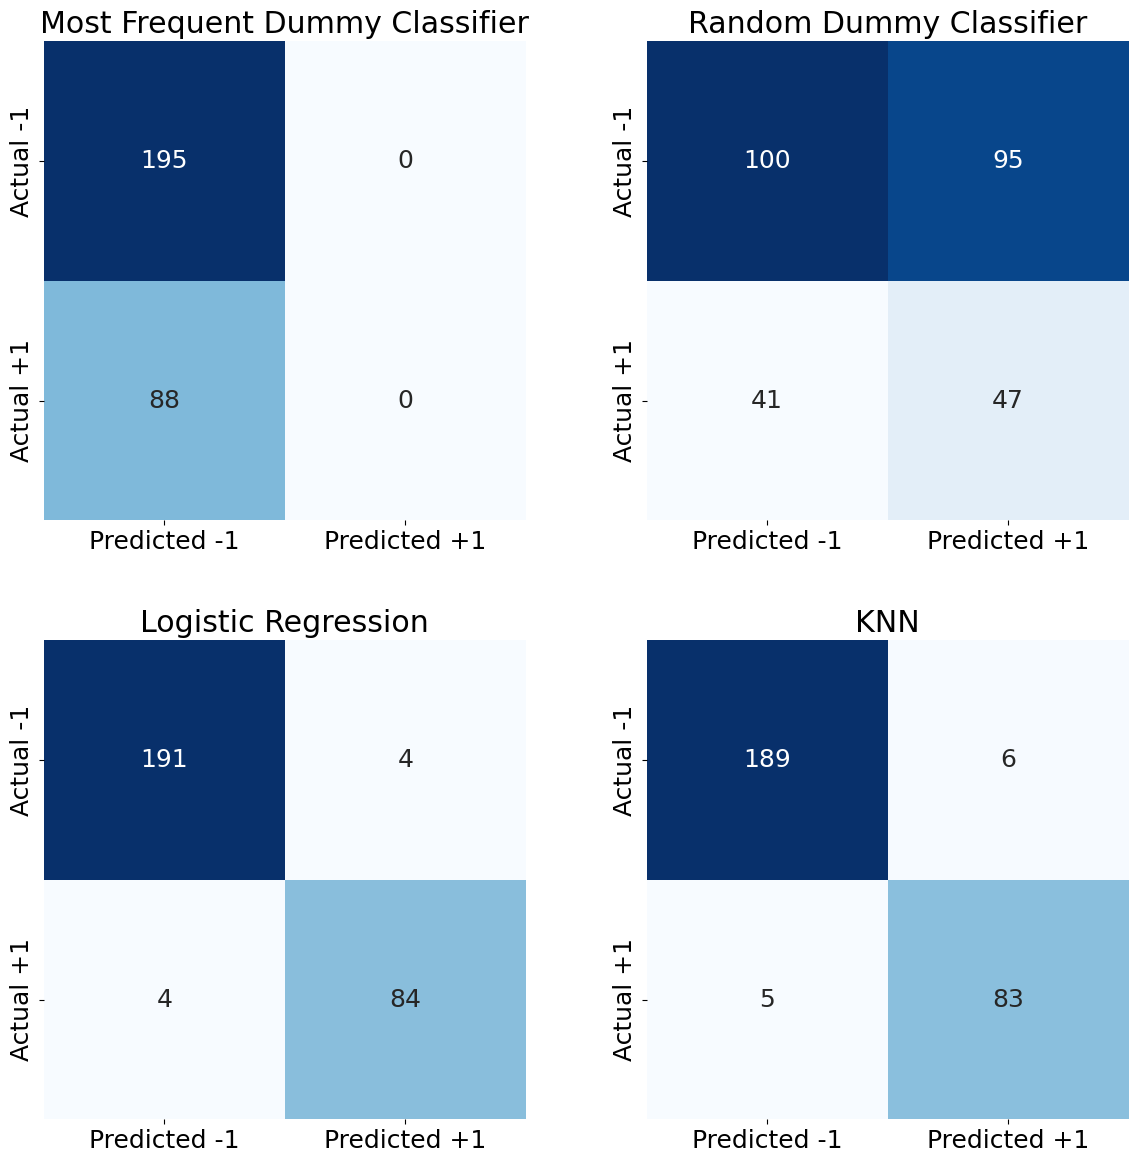 Most Frequent Dummy Classifier
Actual -1
195
0
Actual +1
88
0
Predicted -1
Predicted +1
Random Dummy Classifier
Actual -1
100
95
Actual +1
41
47
Predicted -1
Predicted +1
Logistic Regression
Actual -1
191
4
Actual +1
4
84
Predicted -1
Predicted +1
KNN
Actual -1
189
6
Actual +1
5
83
Predicted -1
Predicted +1